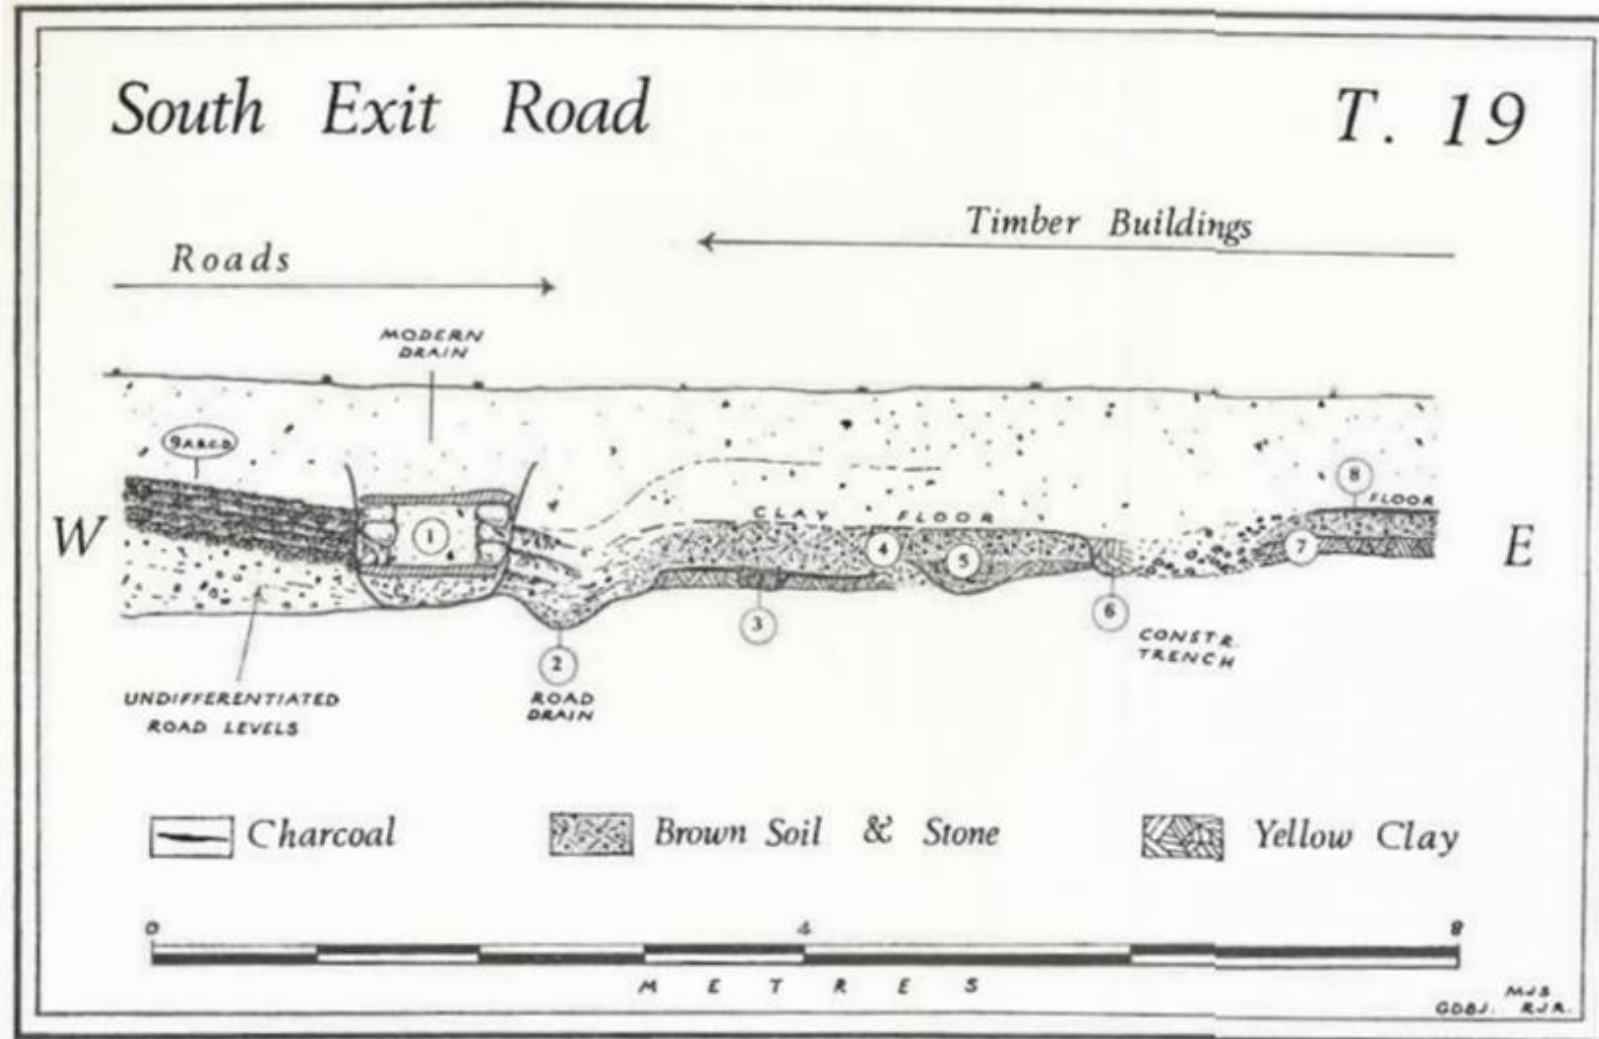 South Exit Road
T. 19
Timber Buildings
Roads
MODERN
DRAIN
9 A.B.C.D.
8
FLOOR
CLAY FLOOR
W
1
4
5
7
E
3
6
CONSTR.
TRENCH
2
ROAD
DRAIN
UNDIFFERENTIATED
ROAD LEVELS
Charcoal
Brown Soil & Stone
Yellow Clay
0 4 8
METRES
MJB
GDBJ. RJR.